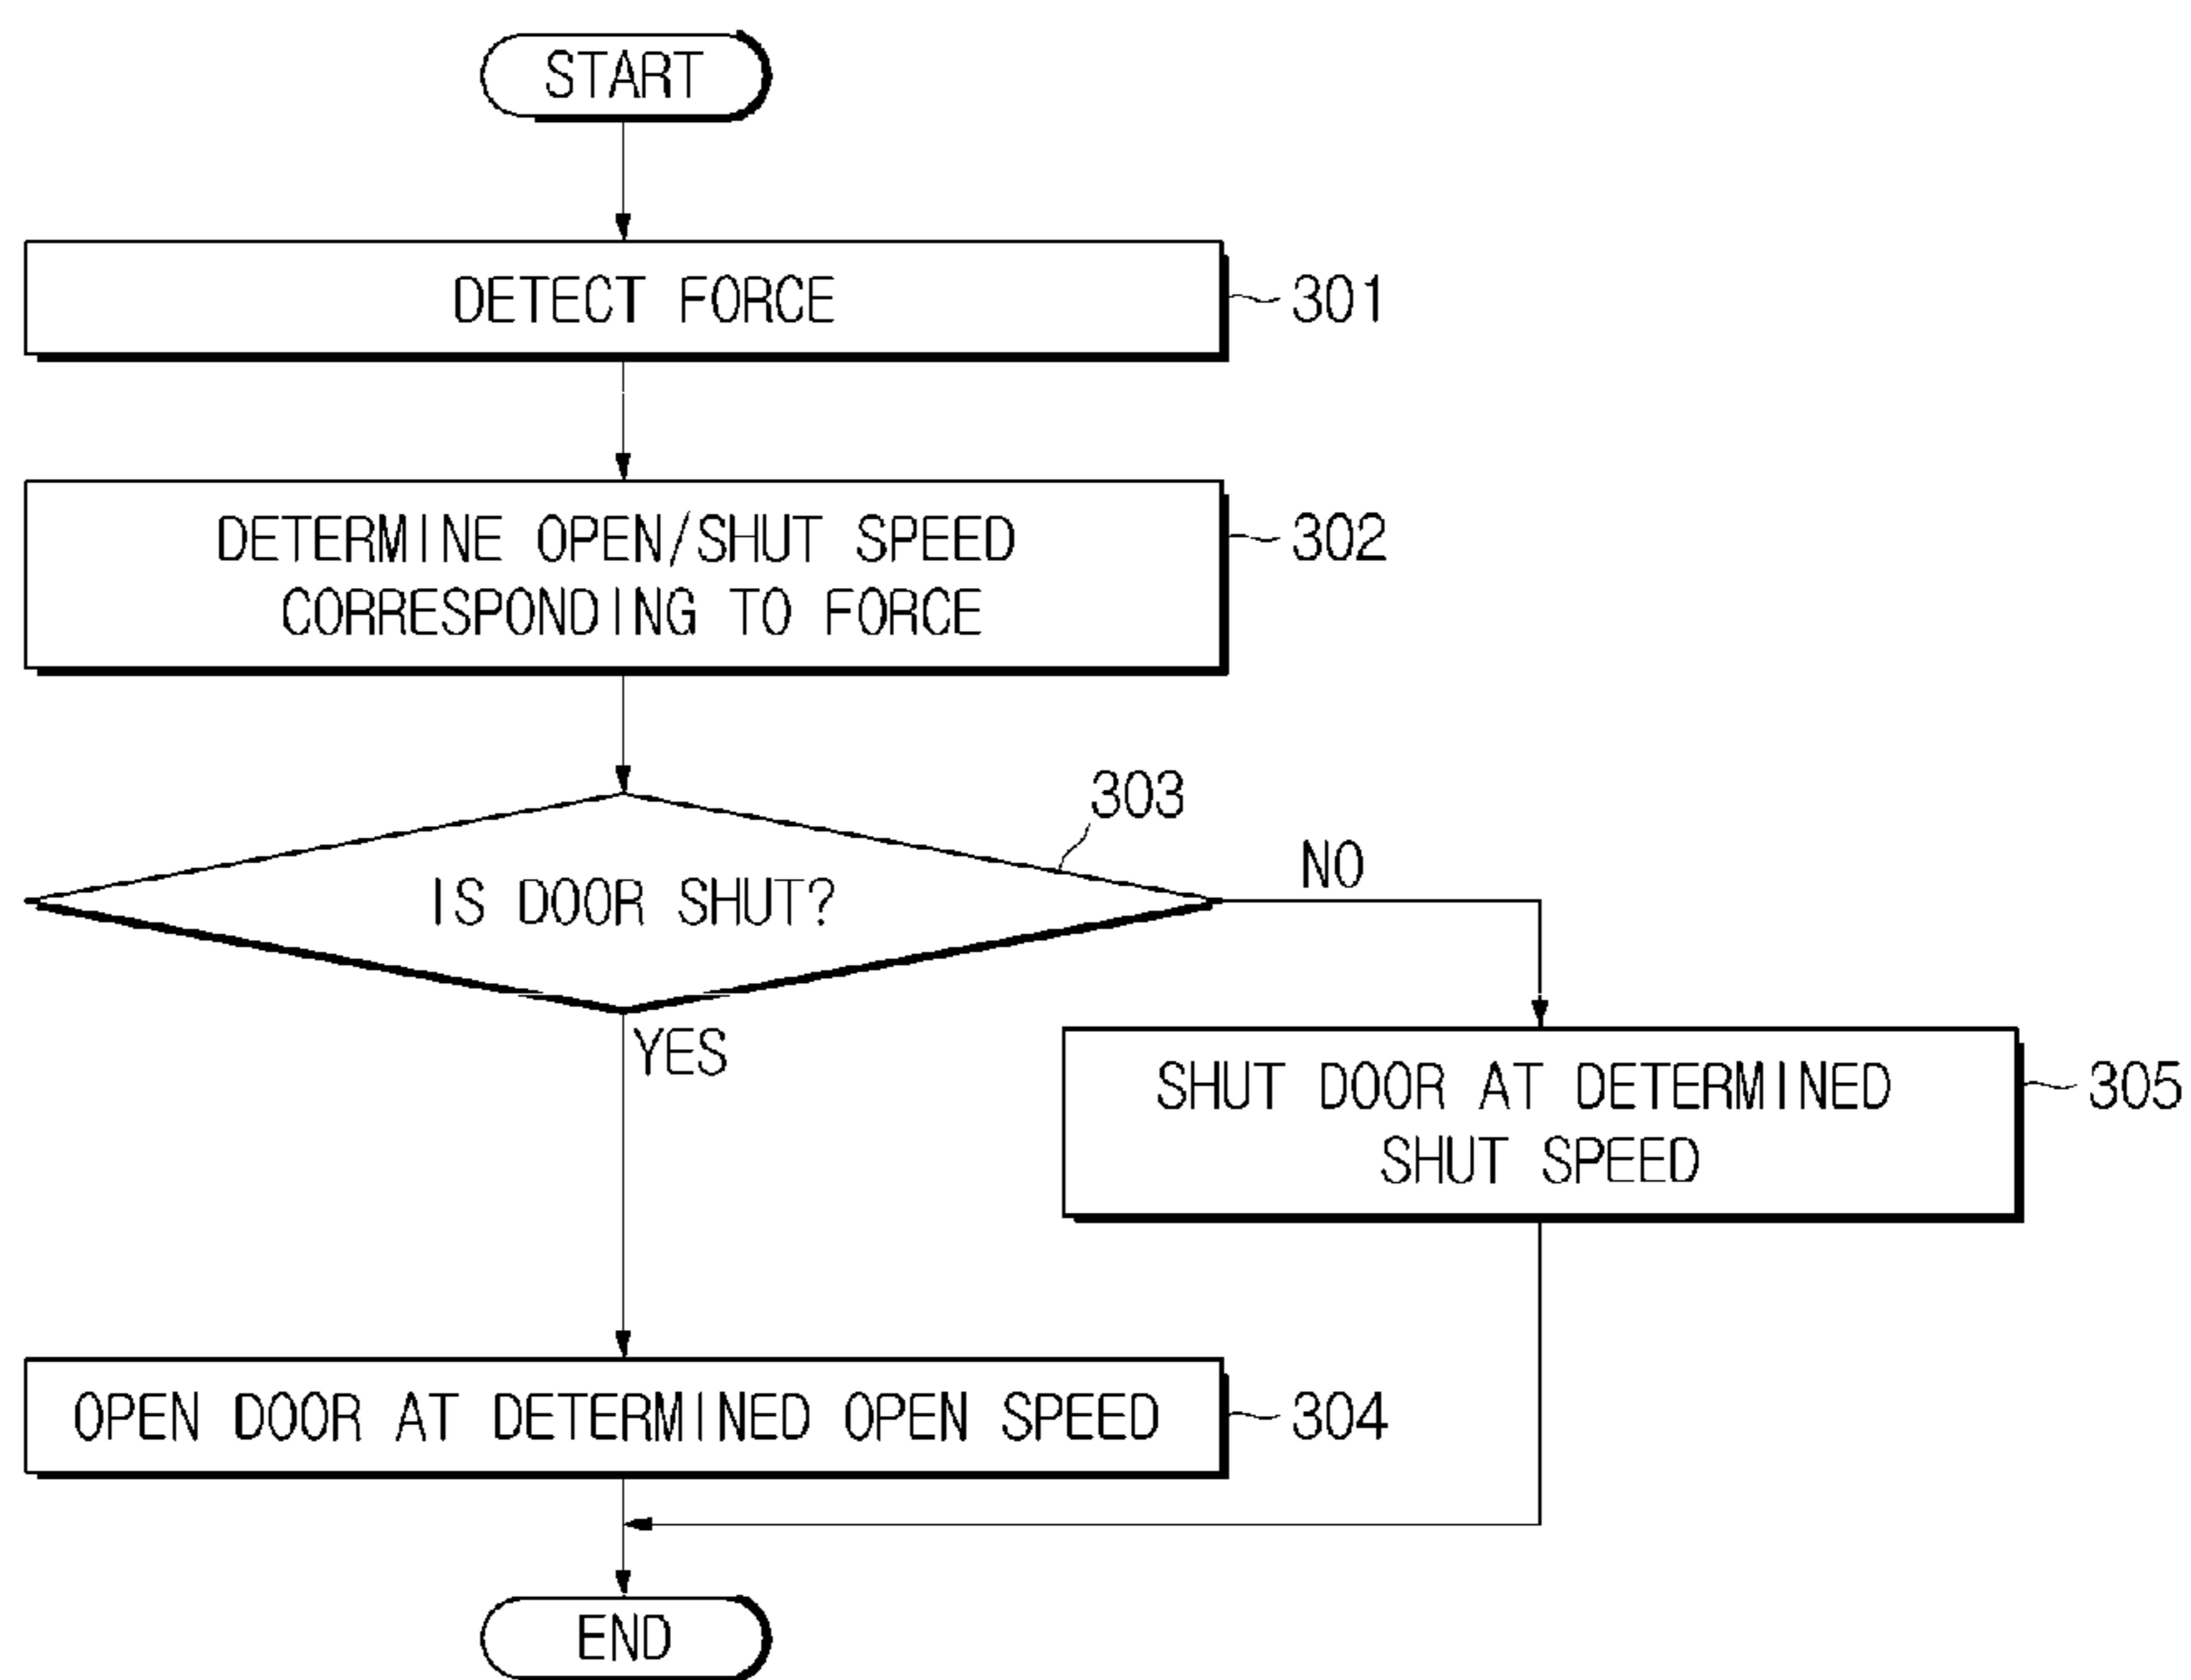 START
DETECT FORCE
301
DETERMINE OPEN/SHUT SPEED
CORRESPONDING TO FORCE
302
303
IS DOOR SHUT?
NO
YES
SHUT DOOR AT DETERMINED
SHUT SPEED
305
OPEN DOOR AT DETERMINED OPEN SPEED
304
END